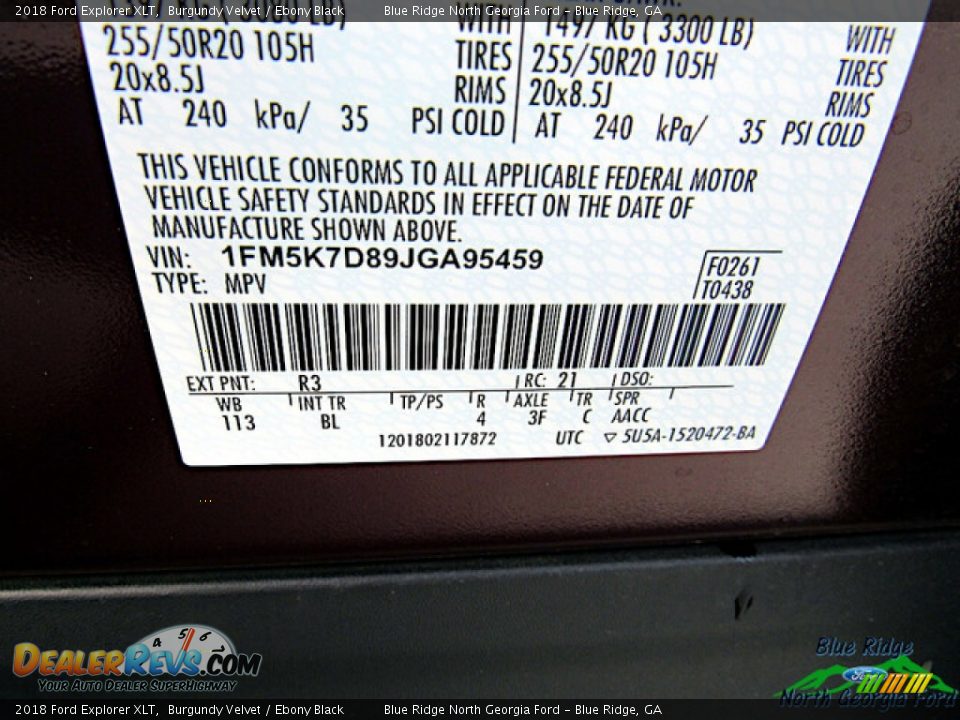 2018 Ford Explorer XLT, Burgundy Velvet / Ebony Black Blue Ridge North Georgia Ford - Blue Ridge, GA
WITH 1497 KG ( 3300 LB) WITH
255/50R20 105H TIRES 255/50R20 105H TIRES
20x8.5J RIMS 20x8.5J RIMS
AT 240 kPa/ 35 PSI COLD AT 240 kPa/ 35 PSI COLD
THIS VEHICLE CONFORMS TO ALL APPLICABLE FEDERAL MOTOR
VEHICLE SAFETY STANDARDS IN EFFECT ON THE DATE OF
MANUFACTURE SHOWN ABOVE.
VIN: 1FM5K7D89JGA95459
TYPE: MPV
F0261
T0438
EXT PNT: R3 RC: 21 DSO:
WB INT TR TP/PS R AXLE TR SPR
113 BL 4 3F C AACC
1201802117872 UTC ▽ 5U5A-1520472-BA
4 5 6
DealerRevs.com
Your Auto Dealer SuperHighway
Blue Ridge
Ford
North Georgia Ford
2018 Ford Explorer XLT, Burgundy Velvet / Ebony Black Blue Ridge North Georgia Ford - Blue Ridge, GA